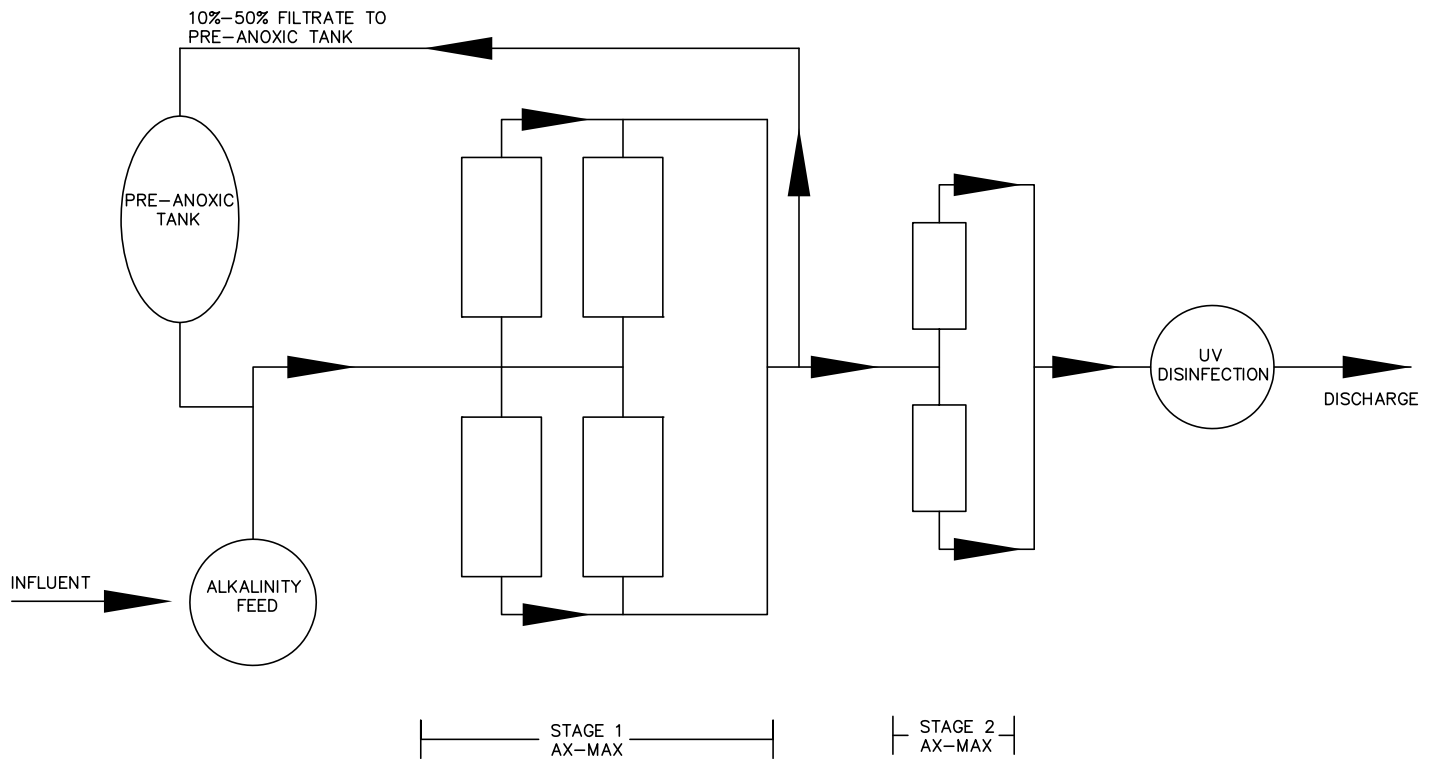 10%-50% FILTRATE TO
PRE-ANOXIC TANK
PRE-ANOXIC
TANK
UV
DISINFECTION
DISCHARGE
INFLUENT
ALKALINITY
FEED
STAGE 1
AX-MAX
STAGE 2
AX-MAX